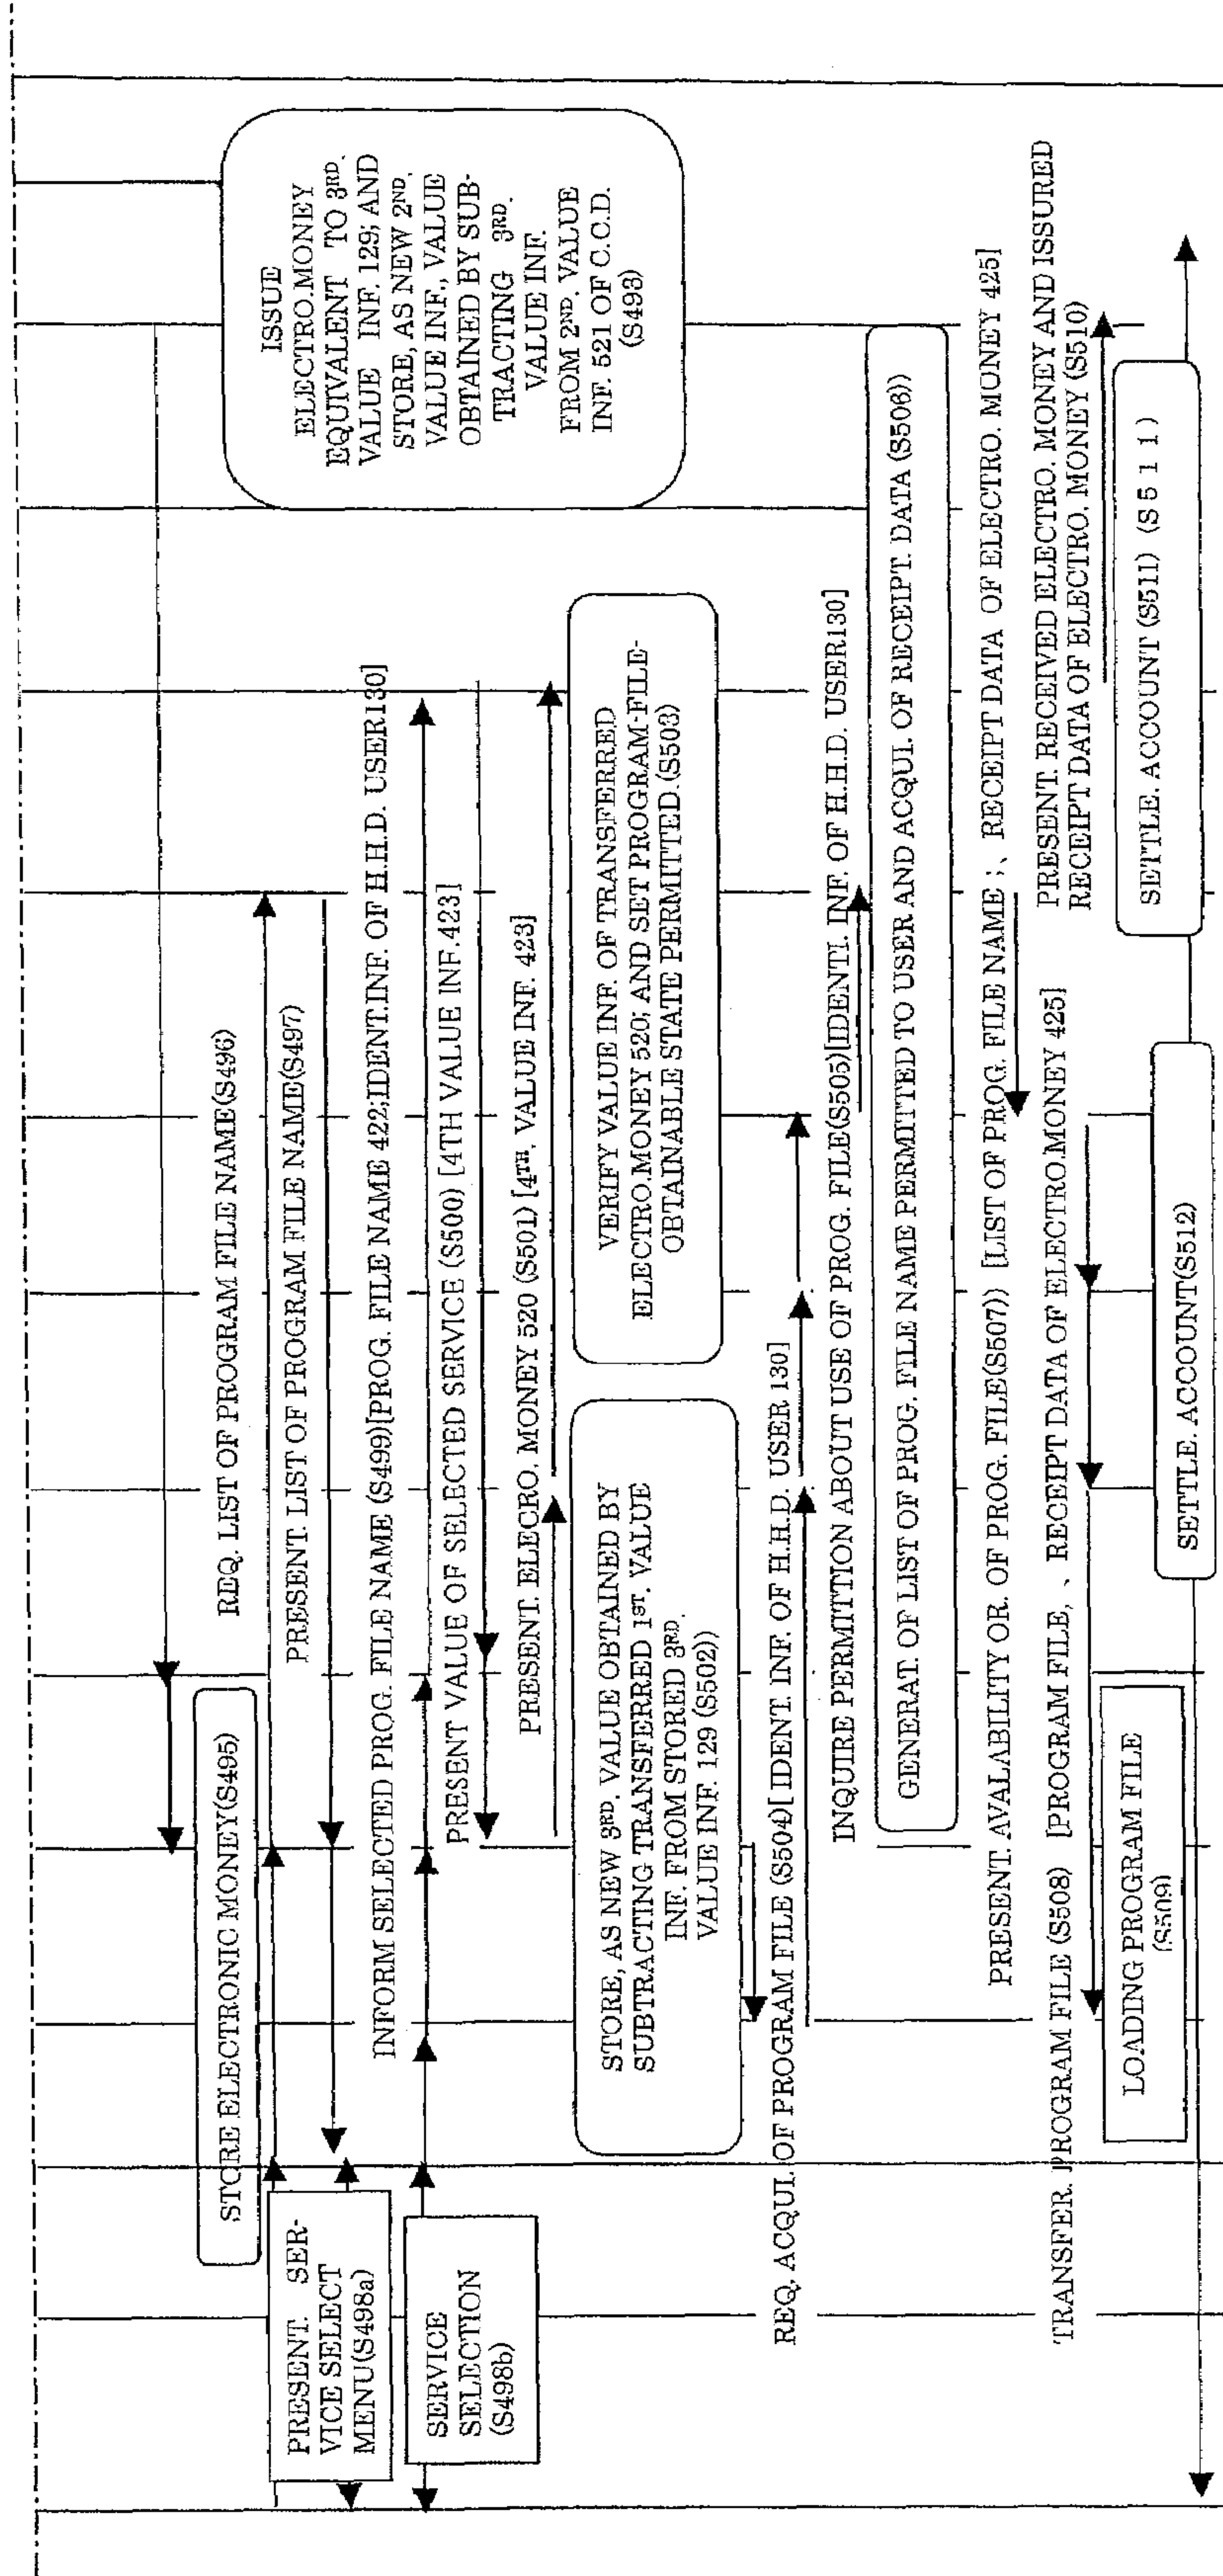 ISSUE
ELECTRO.MONEY
EQUIVALENT TO 3RD.
VALUE INF. 129; AND
STORE, AS NEW 2ND.
VALUE INF., VALUE
OBTAINED BY SUB-
TRACTING 3RD.
VALUE INF.
FROM 2ND. VALUE
INF. 521 OF C.C.D.
(S493)
STORE ELECTRONIC MONEY(S495)
REQ. LIST OF PROGRAM FILE NAME(S496)
PRESENT. LIST OF PROGRAM FILE NAME(S497)
PRESENT. SER-
VICE SELECT
MENU(S498a)
INFORM SELECTED PROG. FILE NAME (S499)[PROG. FILE NAME 422;IDENT.INF. OF H.H.D. USER130]
SERVICE
SELECTION
(S498b)
PRESENT VALUE OF SELECTED SERVICE (S500) [4TH VALUE INF.423]
PRESENT. ELECRO. MONEY 520 (S501) [4TH. VALUE INF. 423]
STORE, AS NEW 3RD. VALUE OBTAINED BY
SUBTRACTING TRANSFERRED 1ST. VALUE
INF. FROM STORED 3RD.
VALUE INF. 129 (S502))
VERIFY VALUE INF. OF TRANSFERRED
ELECTRO.MONEY 520; AND SET PROGRAM-FILE-
OBTAINABLE STATE PERMITTED.(S503)
REQ. ACQUI. OF PROGRAM FILE (S504)[ IDENT INF. OF H.H.D. USER 130]
INQUIRE PERMITION ABOUT USE OF PROG. FILE(S505)[IDENTI. INF. OF H.H.D. USER130]
GENERAT. OF LIST OF PROG. FILE NAME PERMITTED TO USER AND ACQUI. OF RECEIPT. DATA (S506))
PRESENT. AVALABILITY OR. OF PROG. FILE(S507)) [LIST OF PROG. FILE NAME ; 、 RECEIPT DATA OF ELECTRO. MONEY 425]
TRANSFER. PROGRAM FILE (S508) [PROGRAM FILE, 、 RECEIPT DATA OF ELECTRO.MONEY 425]
PRESENT. RECEIVED ELECTRO. MONEY AND ISSURED
RECEIPT DATA OF ELECTRO. MONEY (S510)
LOADING PROGRAM FILE
(S509)
SETTLE. ACCOUNT (S511) (S 5 1 1 )
SETTLE. ACCOUNT(S512)